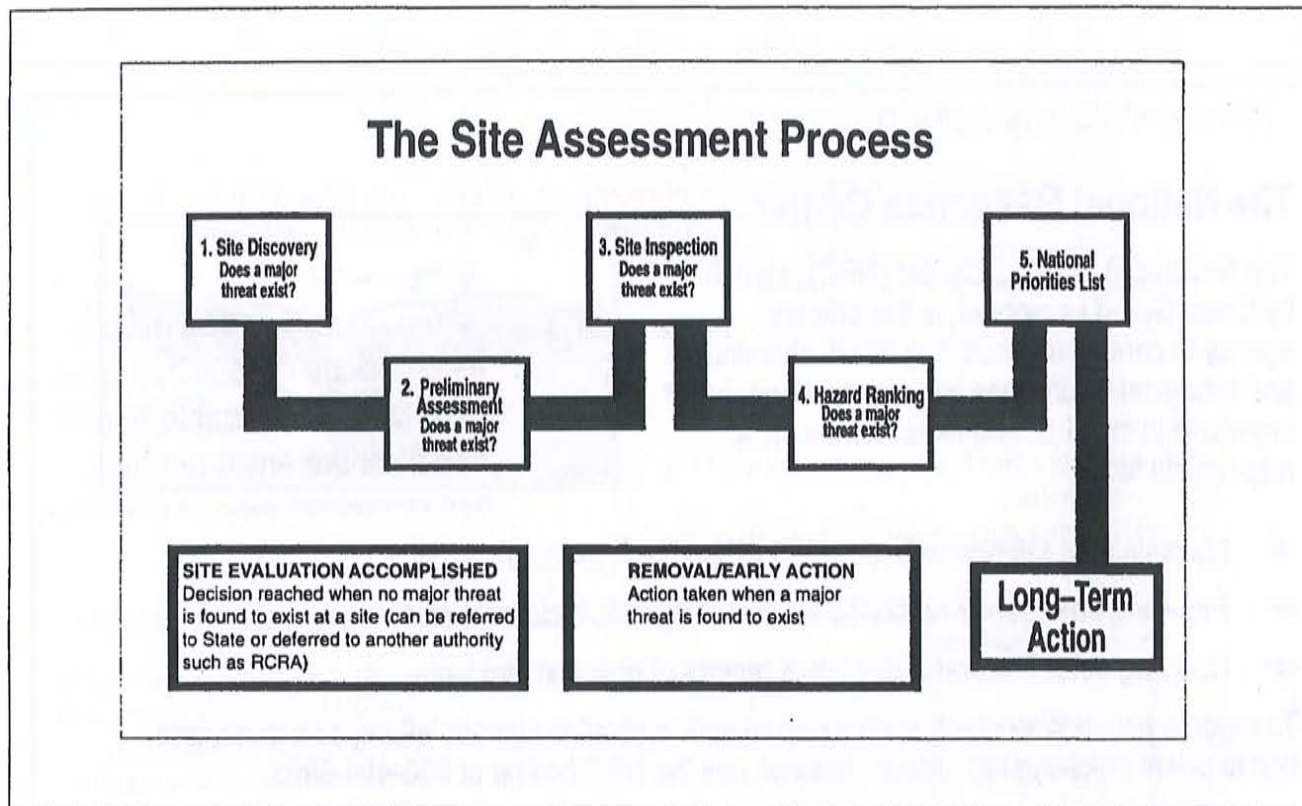 The Site Assessment Process
1. Site Discovery
Does a major
threat exist?
2. Preliminary
Assessment
Does a major
threat exist?
3. Site Inspection
Does a major
threat exist?
4. Hazard Ranking
Does a major
threat exist?
5. National
Priorities List
SITE EVALUATION ACCOMPLISHED
Decision reached when no major threat
is found to exist at a site (can be referred
to State or deferred to another authority
such as RCRA)
REMOVAL/EARLY ACTION
Action taken when a major
threat is found to exist
Long–Term
Action